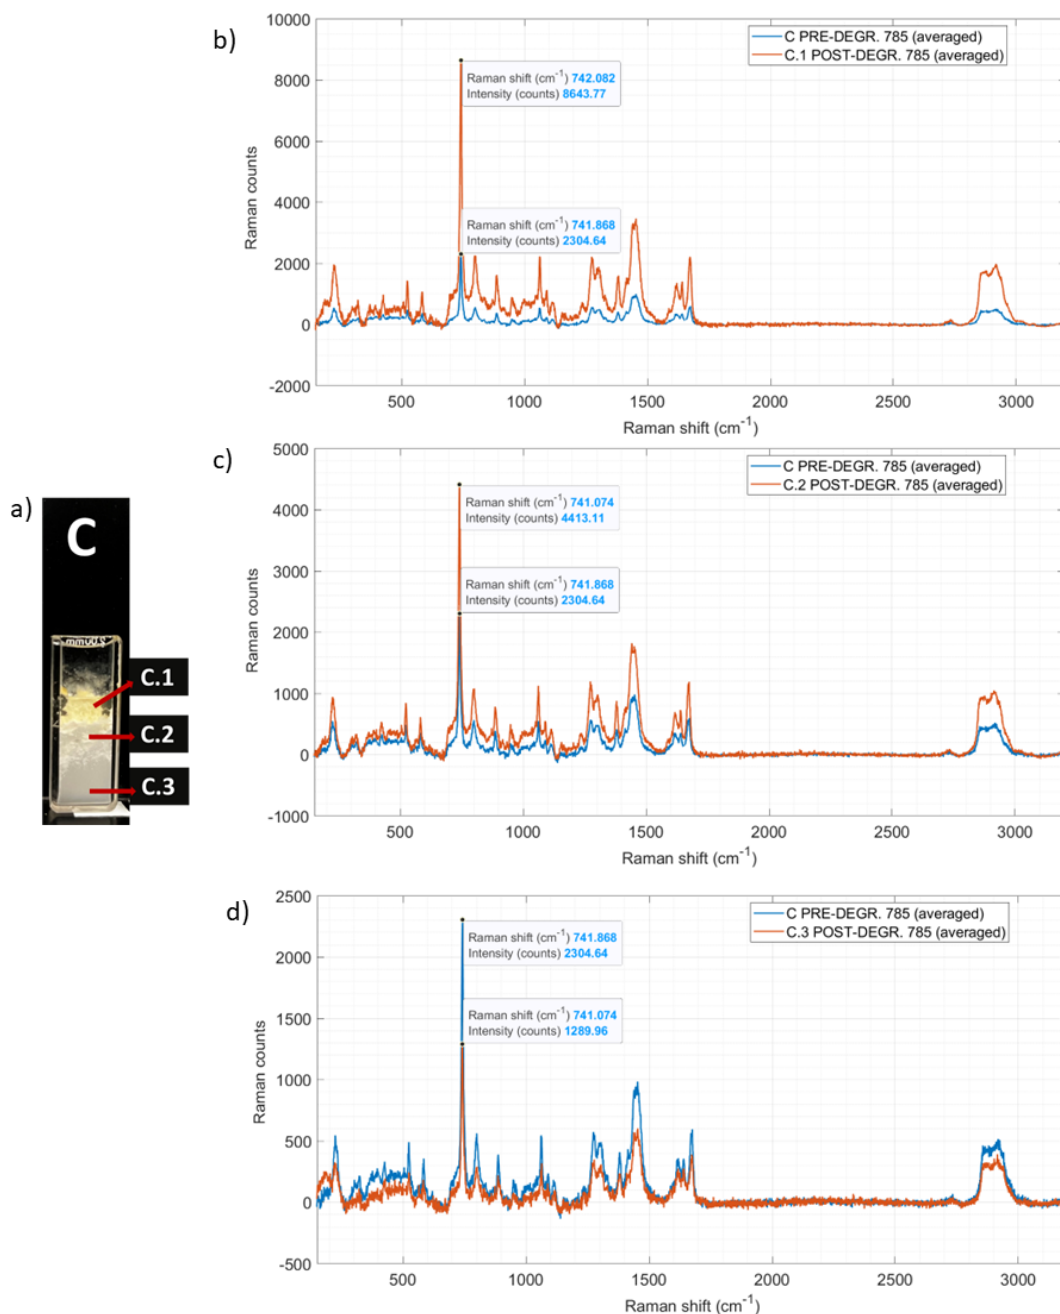 b)
10000
8000
6000
4000
2000
0
-2000
C PRE-DEGR. 785 (averaged)
C.1 POST-DEGR. 785 (averaged)
Raman shift (cm⁻¹) 742.082
Intensity (counts) 8643.77
Raman shift (cm⁻¹) 741.868
Intensity (counts) 2304.64
Raman counts
500 1000 1500 2000 2500 3000
Raman shift (cm⁻¹)
c)
5000
4000
3000
2000
1000
0
-1000
C PRE-DEGR. 785 (averaged)
C.2 POST-DEGR. 785 (averaged)
Raman shift (cm⁻¹) 741.074
Intensity (counts) 4413.11
Raman shift (cm⁻¹) 741.868
Intensity (counts) 2304.64
Raman counts
500 1000 1500 2000 2500 3000
Raman shift (cm⁻¹)
a)
C
C.1
C.2
C.3
d)
2500
2000
1500
1000
500
0
-500
C PRE-DEGR. 785 (averaged)
C.3 POST-DEGR. 785 (averaged)
Raman shift (cm⁻¹) 741.868
Intensity (counts) 2304.64
Raman shift (cm⁻¹) 741.074
Intensity (counts) 1289.96
Raman counts
500 1000 1500 2000 2500 3000
Raman shift (cm⁻¹)